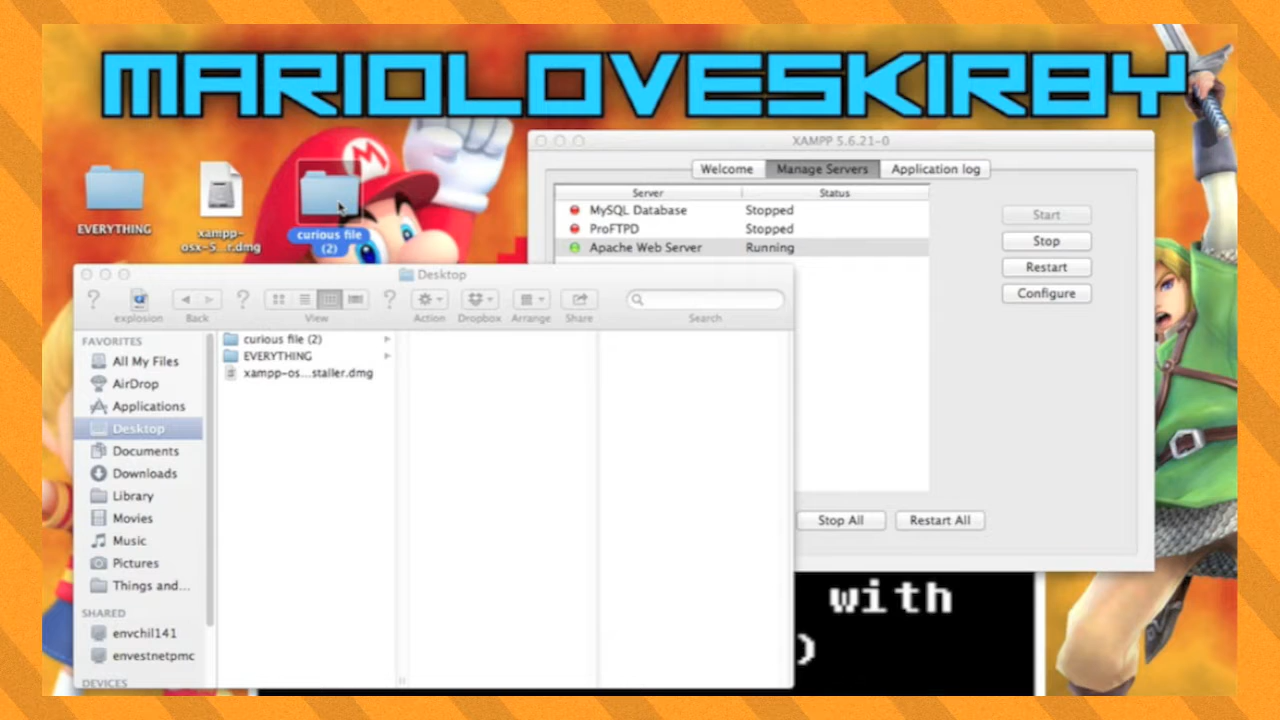 MARIOLOVESKIRBY
M
EVERYTHING
xampp-
osx-5...r.dmg
curious file
(2)
XAMPP 5.6.21-0
Welcome
Manage Servers
Application log
Server
Status
MySQL Database
Stopped
ProFTPD
Stopped
Apache Web Server
Running
Start
Stop
Restart
Configure
Stop All
Restart All
Desktop
?
explosion
Back
?
View
?
Action
Dropbox
Arrange
Share
Search
FAVORITES
All My Files
AirDrop
Applications
Desktop
Documents
Downloads
Library
Movies
Music
Pictures
Things and...
SHARED
envchil141
envestnetpmc
DEVICES
curious file (2)
EVERYTHING
xampp-os...staller.dmg
with
)